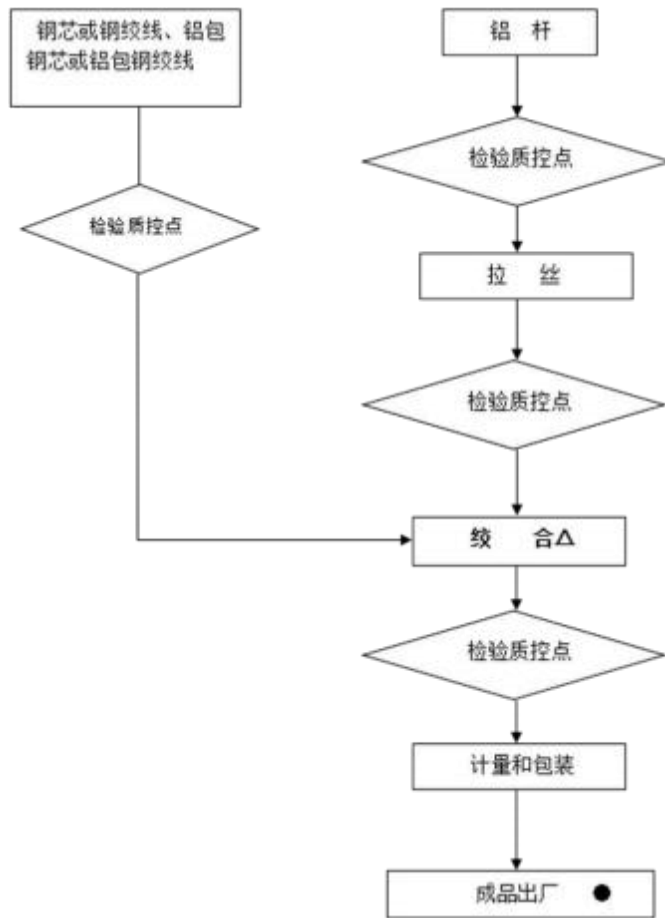 钢芯或钢绞线、铝包
钢芯或铝包钢绞线
检验质控点
铝 杆
检验质控点
拉 丝
检验质控点
绞 合△
检验质控点
计量和包装
成品出厂 ●